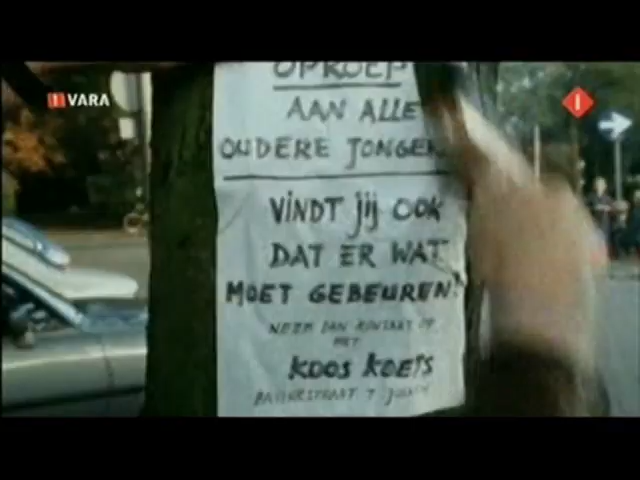 VARA
OPROEP
AAN ALLE
OUDERE JONGER
VINDT JIJ OOK
DAT ER WAT
MOET GEBEUREN!
NEEM DAN KONTAKT OP
MET
KOOS KOETS